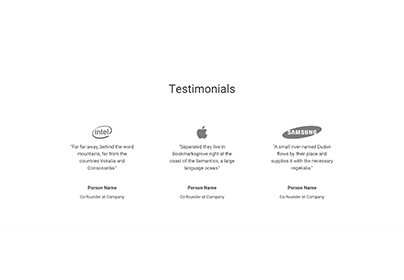 Testimonials
intel
SAMSUNG
"Far far away, behind the word
mountains, far from the
countries Vokalia and
Consonantia."
"Separated they live in
Bookmarksgrove right at the
coast of the Semantics, a large
language ocean."
"A small river named Duden
flows by their place and
supplies it with the necessary
regelialia."
Person Name
Person Name
Person Name
Co-founder at Company
Co-founder at Company
Co-founder at Company